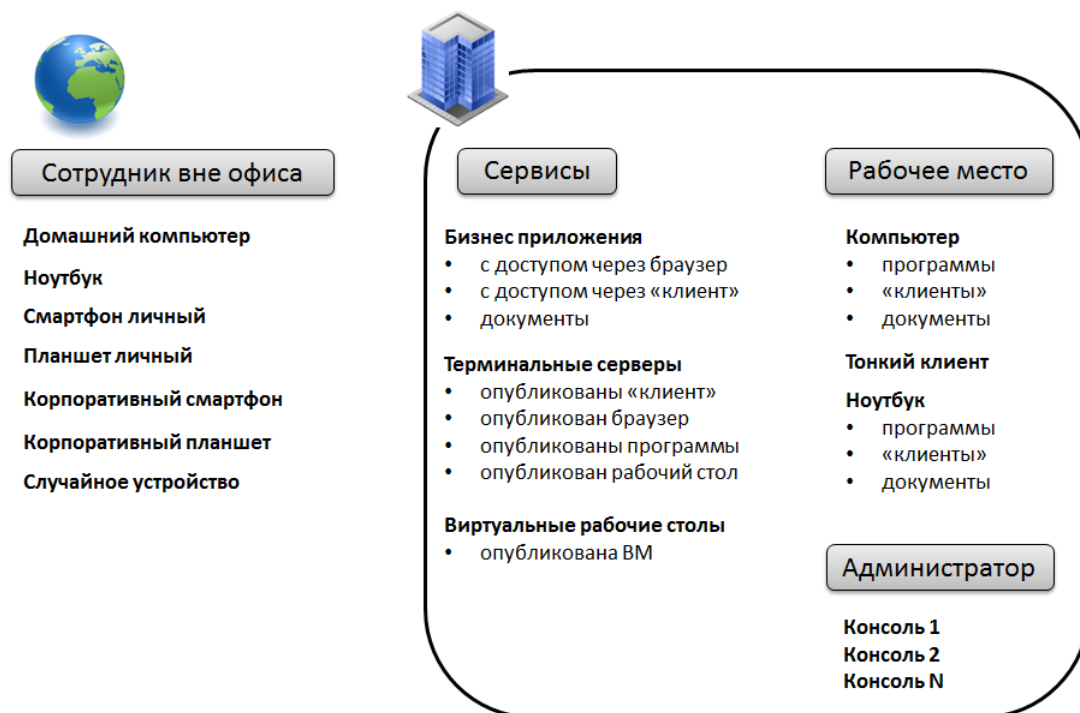 Сотрудник вне офиса
Домашний компьютер
Ноутбук
Смартфон личный
Планшет личный
Корпоративный смартфон
Корпоративный планшет
Случайное устройство
Сервисы
Бизнес приложения
• с доступом через браузер
• с доступом через «клиент»
• документы
Терминальные серверы
• опубликованы «клиент»
• опубликован браузер
• опубликованы программы
• опубликован рабочий стол
Виртуальные рабочие столы
• опубликована ВМ
Рабочее место
Компьютер
• программы
• «клиенты»
• документы
Тонкий клиент
Ноутбук
• программы
• «клиенты»
• документы
Администратор
Консоль 1
Консоль 2
Консоль N